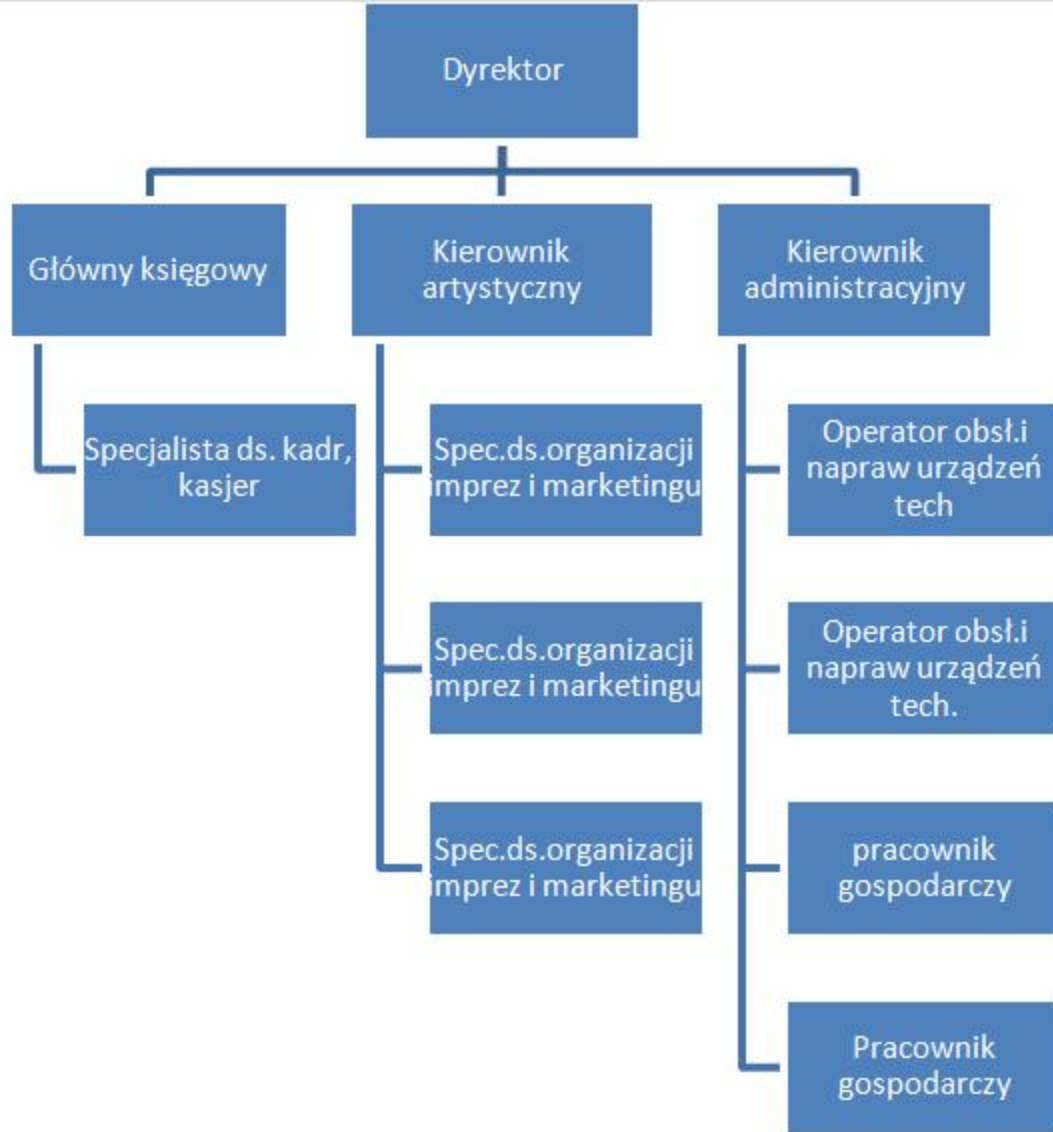 Dyrektor
Główny księgowy
Kierownik
artystyczny
Kierownik
administracyjny
Specjalista ds. kadr,
kasjer
Spec.ds.organizacji
imprez i marketingu
Operator obsł.i
napraw urządzeń
tech
Spec.ds.organizacji
imprez i marketingu
Operator obsł.i
napraw urządzeń
tech.
Spec.ds.organizacji
imprez i marketingu
pracownik
gospodarczy
Pracownik
gospodarczy